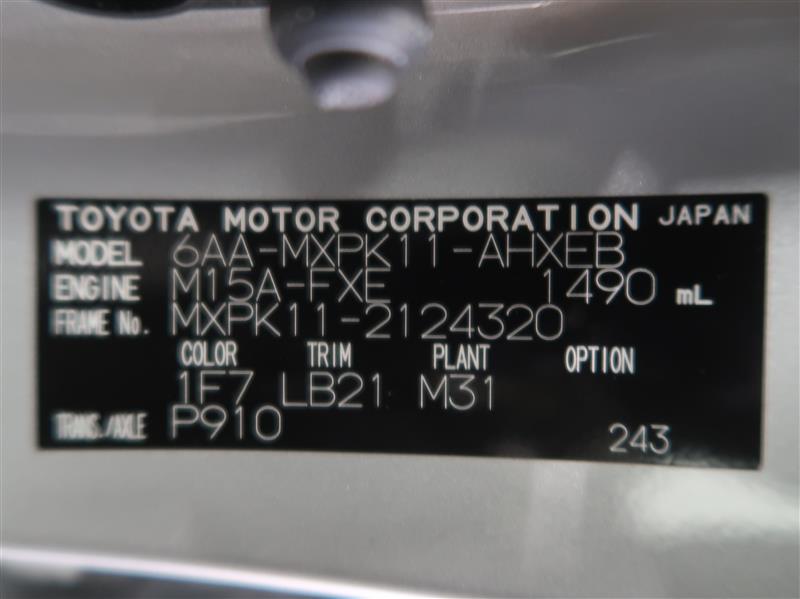 TOYOTA MOTOR CORPORATION JAPAN
MODEL 6AA-MXPK11-AHXEB
ENGINE M15A-FXE 1490 mL
FRAME No. MXPK11-2124320
COLOR TRIM PLANT OPTION
1F7 LB21 M31
TRANS./AXLE P910 243